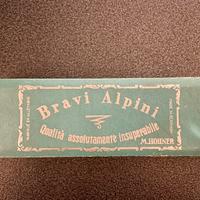 Bravi Alpini
Qualità assolutamente insuperabile
M. HOHNER